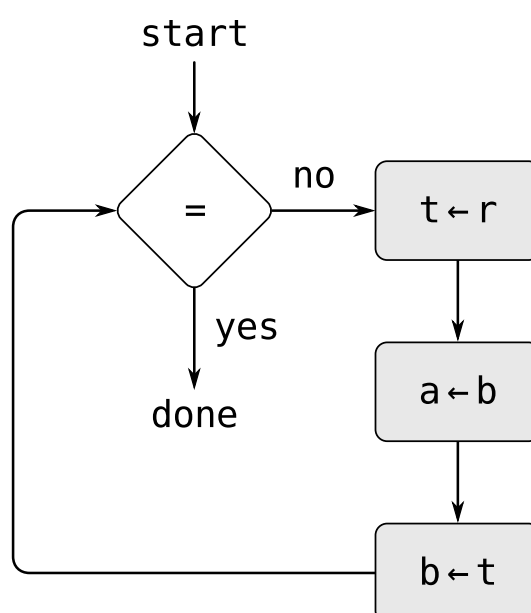 start
=
no
t←r
yes
a←b
done
b←t